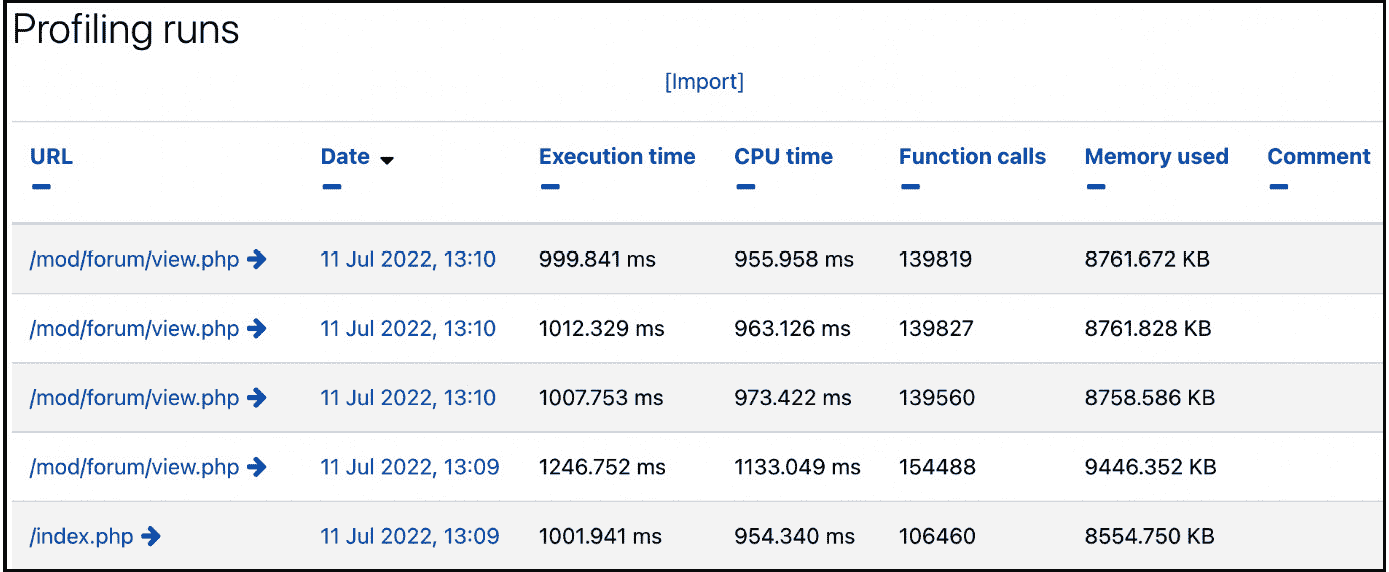 Profiling runs
[Import]
URL Date Execution time CPU time Function calls Memory used Comment
/mod/forum/view.php 11 Jul 2022, 13:10 999.841 ms 955.958 ms 139819 8761.672 KB
/mod/forum/view.php 11 Jul 2022, 13:10 1012.329 ms 963.126 ms 139827 8761.828 KB
/mod/forum/view.php 11 Jul 2022, 13:10 1007.753 ms 973.422 ms 139560 8758.586 KB
/mod/forum/view.php 11 Jul 2022, 13:09 1246.752 ms 1133.049 ms 154488 9446.352 KB
/index.php 11 Jul 2022, 13:09 1001.941 ms 954.340 ms 106460 8554.750 KB